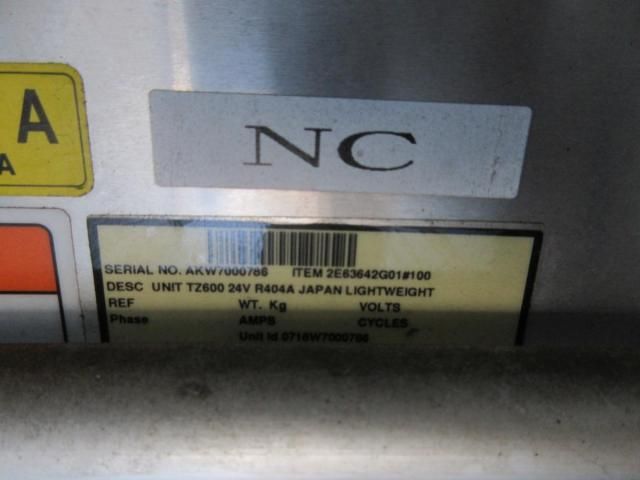 A
A
NC
SERIAL NO. AKW7000786 ITEM 2E63642G01#100
DESC UNIT TZ600 24V R404A JAPAN LIGHTWEIGHT
REF WT. Kg VOLTS
Phase AMPS CYCLES
Unit Id 0716W7000786